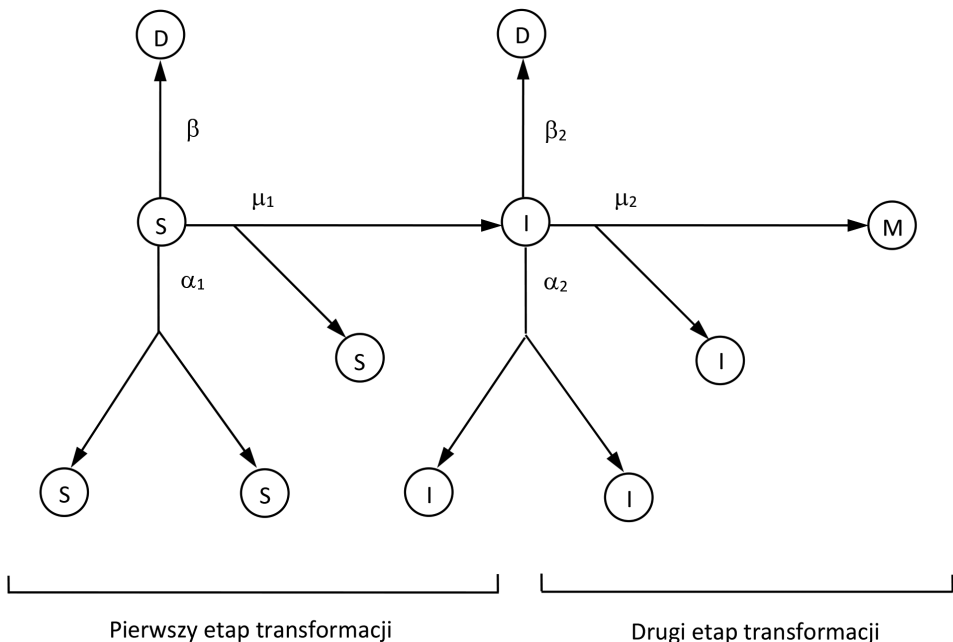 D D
β β₂
S μ₁ I μ₂ M
α₁ α₂
S I
S S I I
Pierwszy etap transformacji Drugi etap transformacji